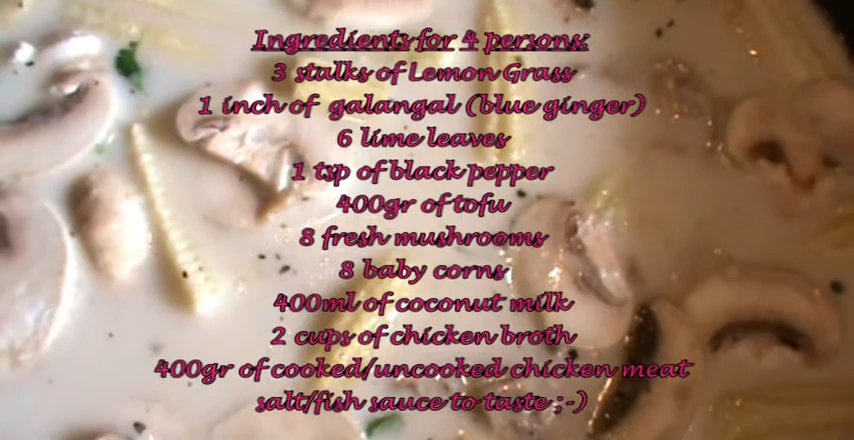 Ingredients for 4 persons:
3 stalks of Lemon Grass
1 inch of galangal (blue ginger)
6 lime leaves
1 tsp of black pepper
400gr of tofu
8 fresh mushrooms
8 baby corns
400ml of coconut milk
2 cups of chicken broth
400gr of cooked/uncooked chicken meat
salt/fish sauce to taste ;-)